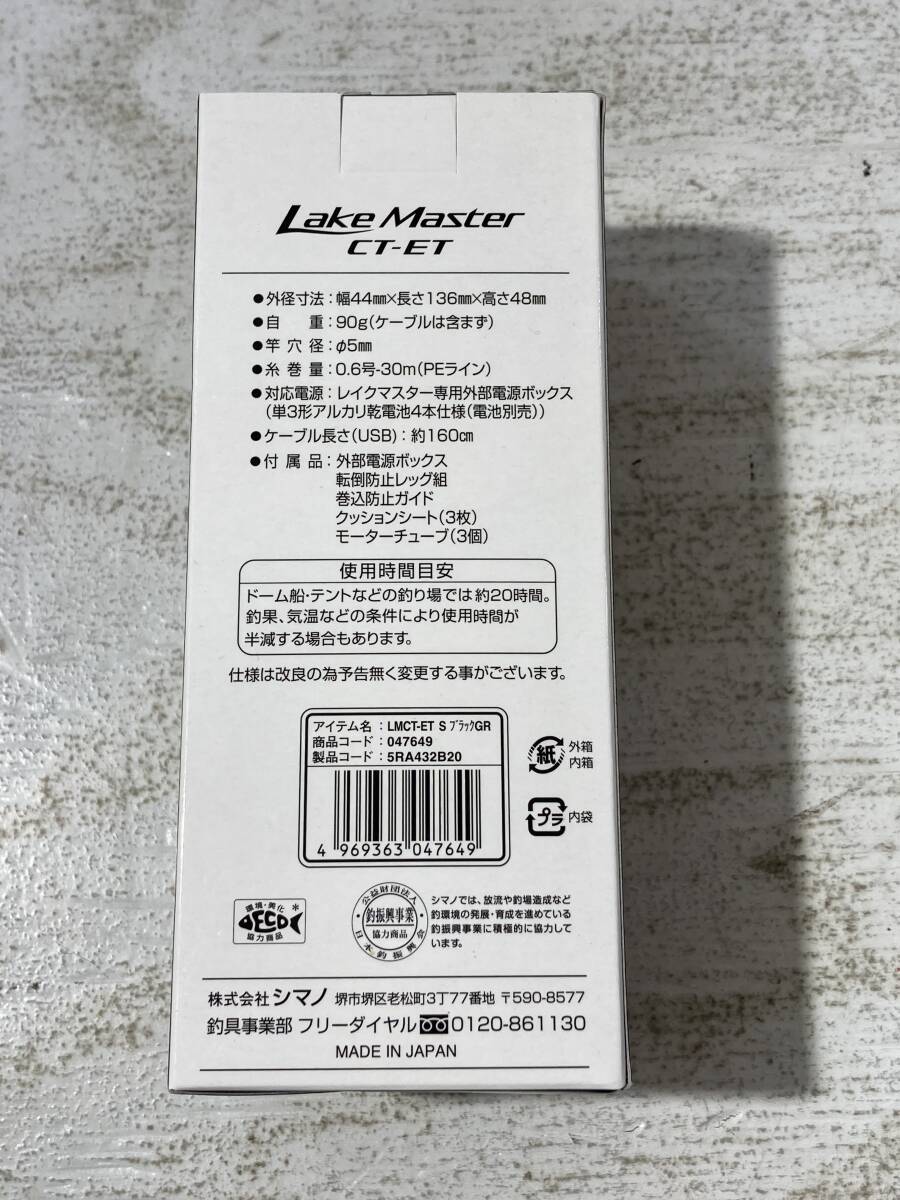 Lake Master
CT-ET
●外径寸法：幅44㎜×長さ136㎜×高さ48㎜
●自　重：90g(ケーブルは含まず)
●竿穴径：φ5㎜
●糸巻量：0.6号-30m(PEライン)
●対応電源：レイクマスター専用外部電源ボックス
(単3形アルカリ乾電池4本仕様(電池別売))
●ケーブル長さ(USB)：約160㎝
●付属品：外部電源ボックス
転倒防止レッグ組
巻込防止ガイド
クッションシート(3枚)
モーターチューブ(3個)
使用時間目安
ドーム船・テントなどの釣り場では約20時間。
釣果、気温などの条件により使用時間が
半減する場合もあります。
仕様は改良の為予告無く変更する事がございます。
アイテム名：LMCT-ET S ﾌﾞﾗｯｸGR
商品コード：047649
製品コード：5RA432B20
4 969363 047649
紙 外箱
内箱
プラ 内袋
環境・美化
ECO
協力商品
公益財団法人
釣振興事業
協力商品
日本釣振興会
シマノでは、放流や釣場造成など
釣環境の発展・育成を進めている
釣振興事業に積極的に協力して
います。
株式会社シマノ 堺市堺区老松町3丁77番地 〒590-8577
釣具事業部 フリーダイヤル 0120-861130
MADE IN JAPAN